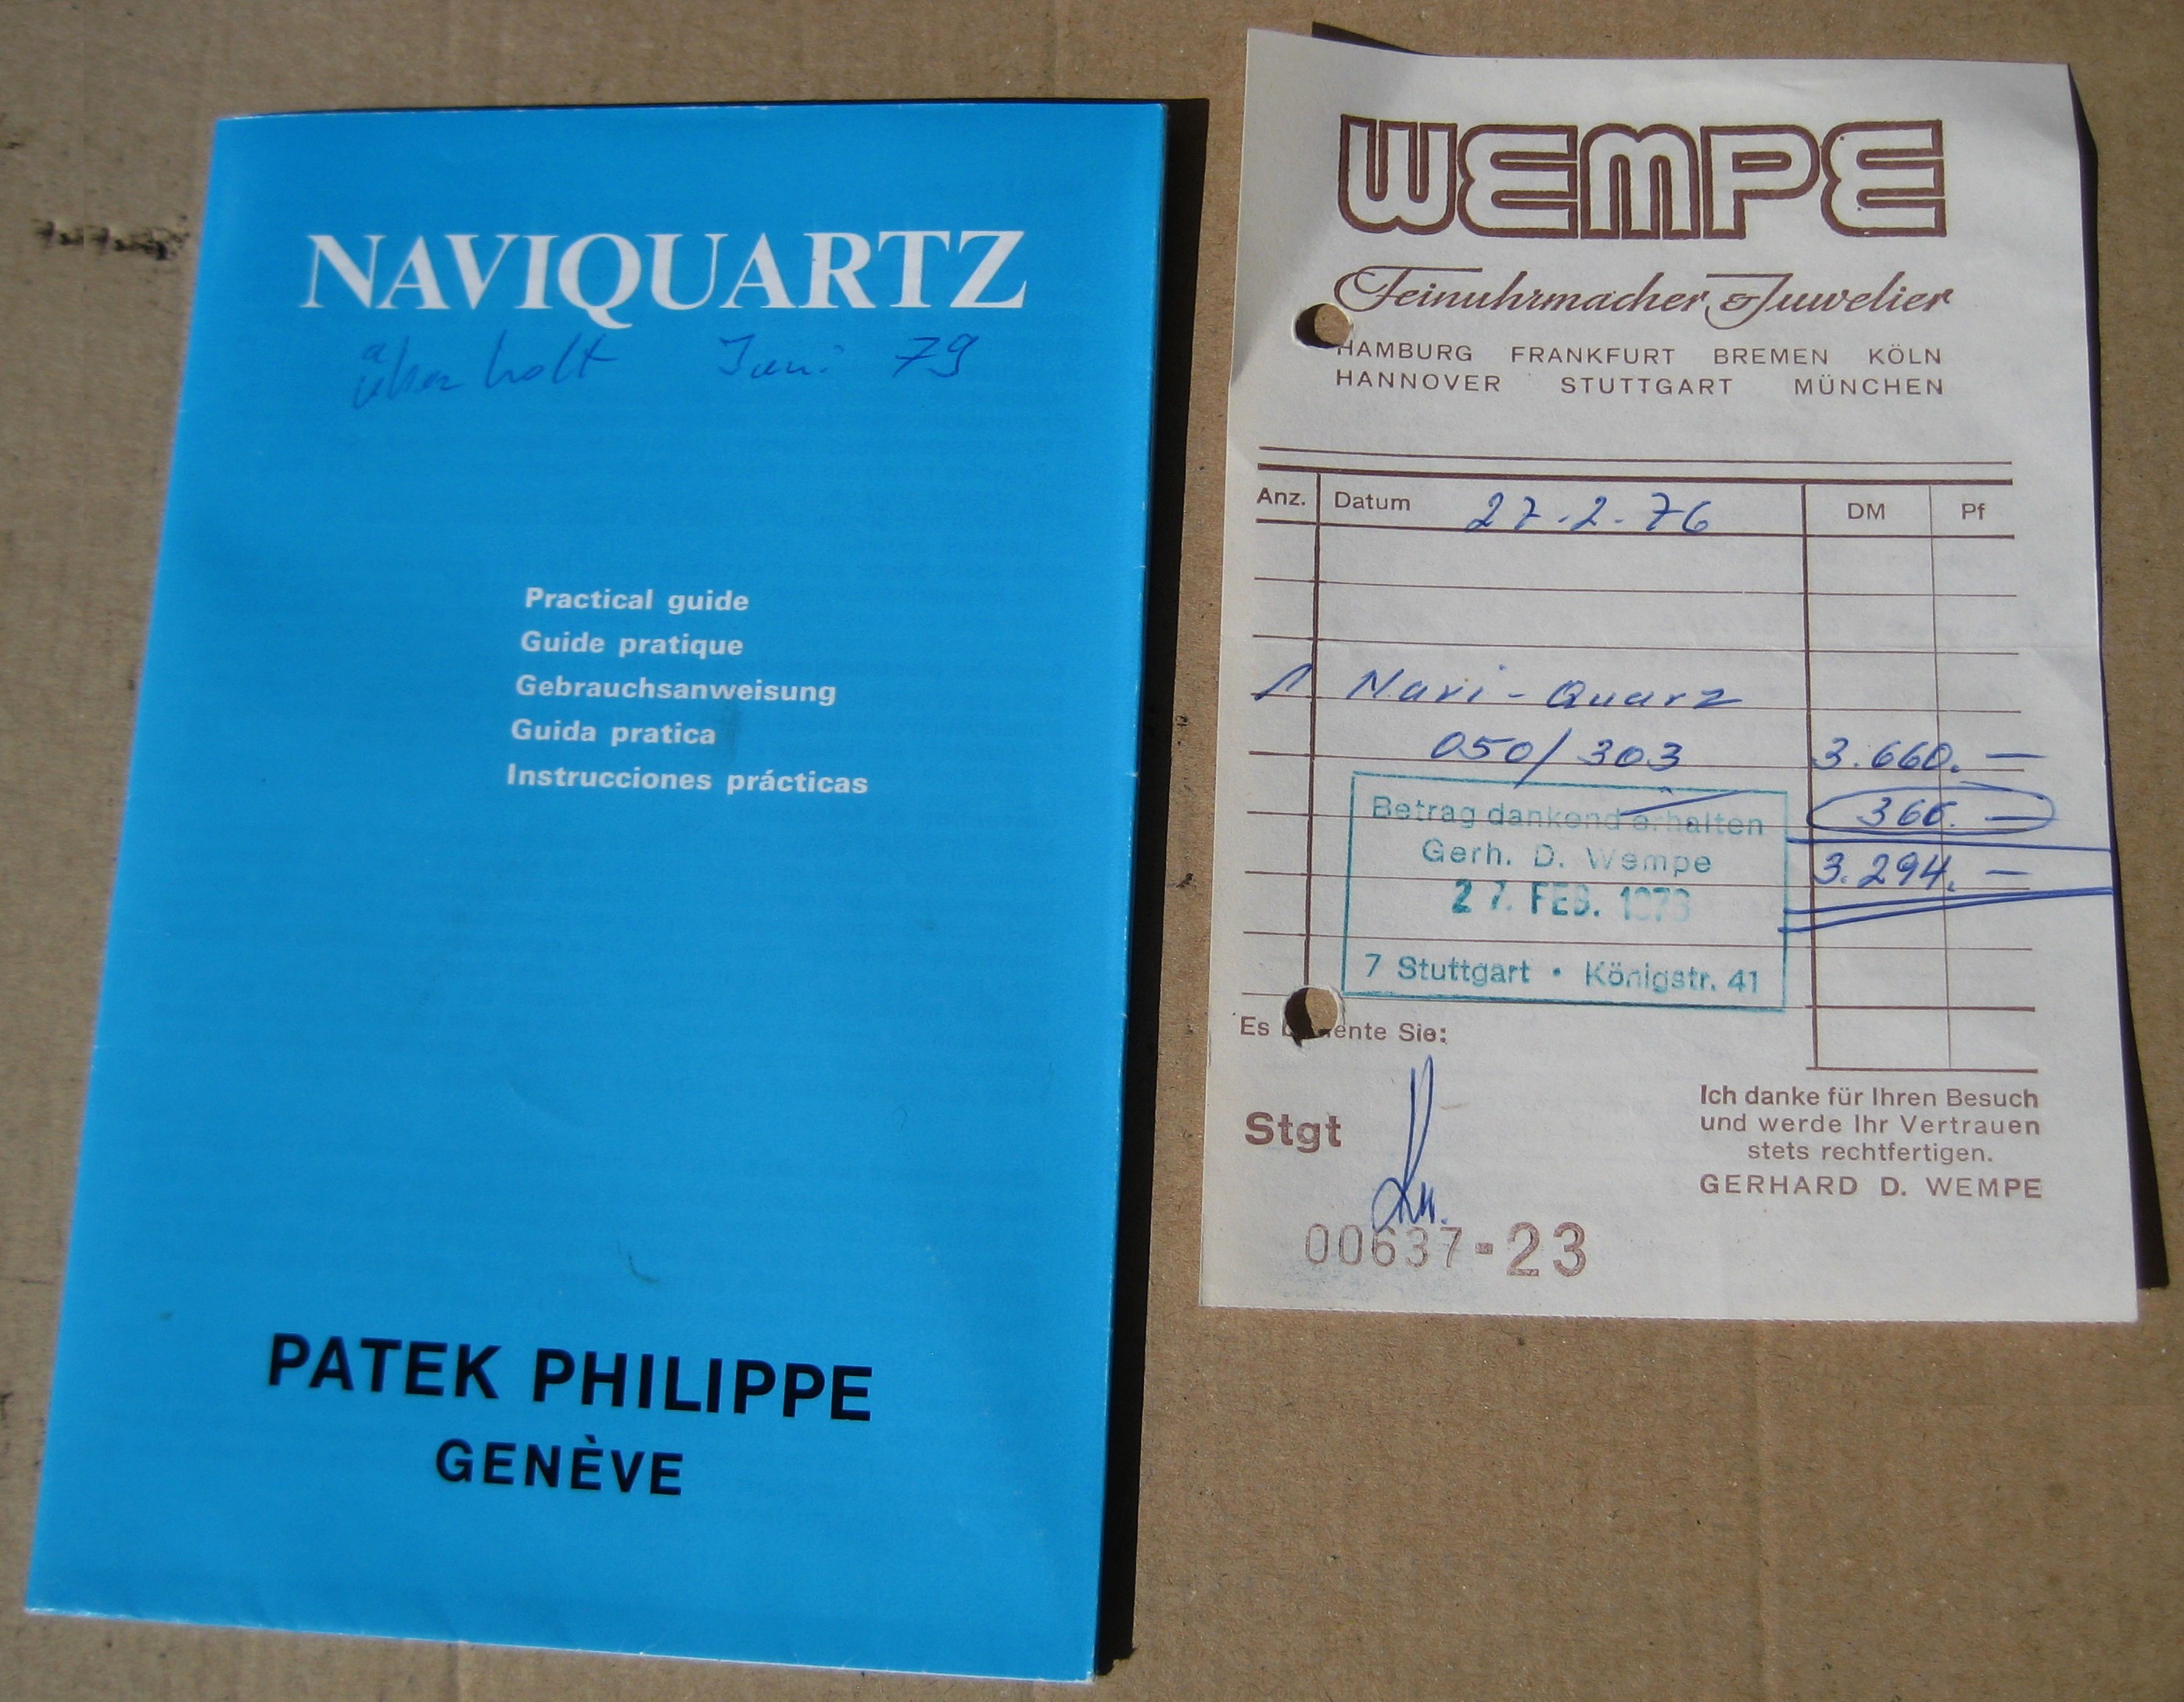 NAVIQUARTZ
überholt Juni 79
Practical guide
Guide pratique
Gebrauchsanweisung
Guida pratica
Instrucciones prácticas
PATEK PHILIPPE
GENÈVE
WEMPE
Feinuhrmacher & Juwelier
HAMBURG FRANKFURT BREMEN KÖLN
HANNOVER STUTTGART MÜNCHEN
Anz. Datum 27.2.76 DM Pf
1 Navi-Quarz
050/303 3.660.—
366.—
3.294.—
Betrag dankend erhalten
Gerh. D. Wempe
27. FEB. 1976
7 Stuttgart • Königstr. 41
Es bediente Sie:
Stgt
Ich danke für Ihren Besuch
und werde Ihr Vertrauen
stets rechtfertigen.
GERHARD D. WEMPE
00637-23